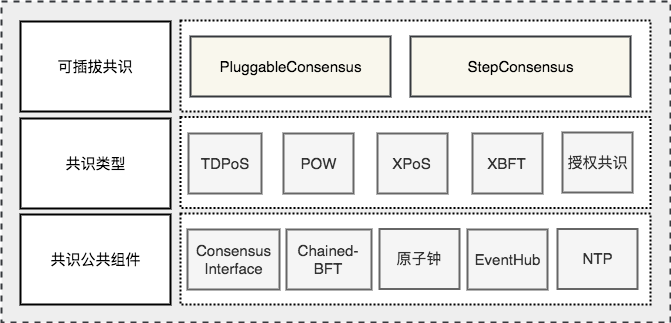 可插拔共识
PluggableConsensus
StepConsensus
共识类型
TDPoS
POW
XPoS
XBFT
授权共识
共识公共组件
Consensus
Interface
Chained-
BFT
原子钟
EventHub
NTP